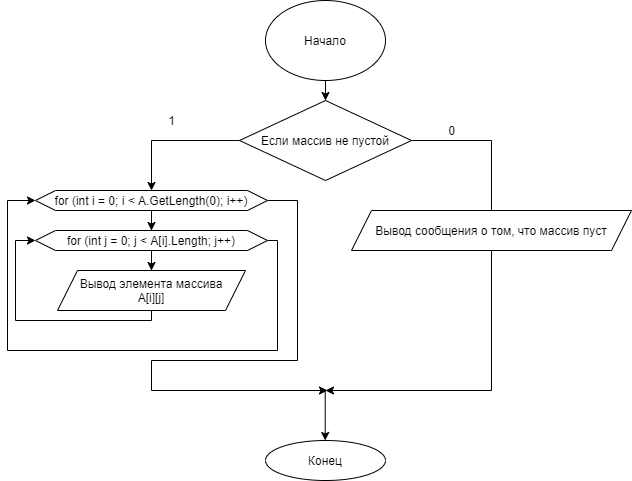 Начало
1
Если массив не пустой
0
for (int i = 0; i < A.GetLength(0); i++)
for (int j = 0; j < A[i].Length; j++)
Вывод сообщения о том, что массив пуст
Вывод элемента массива
A[i][j]
Конец